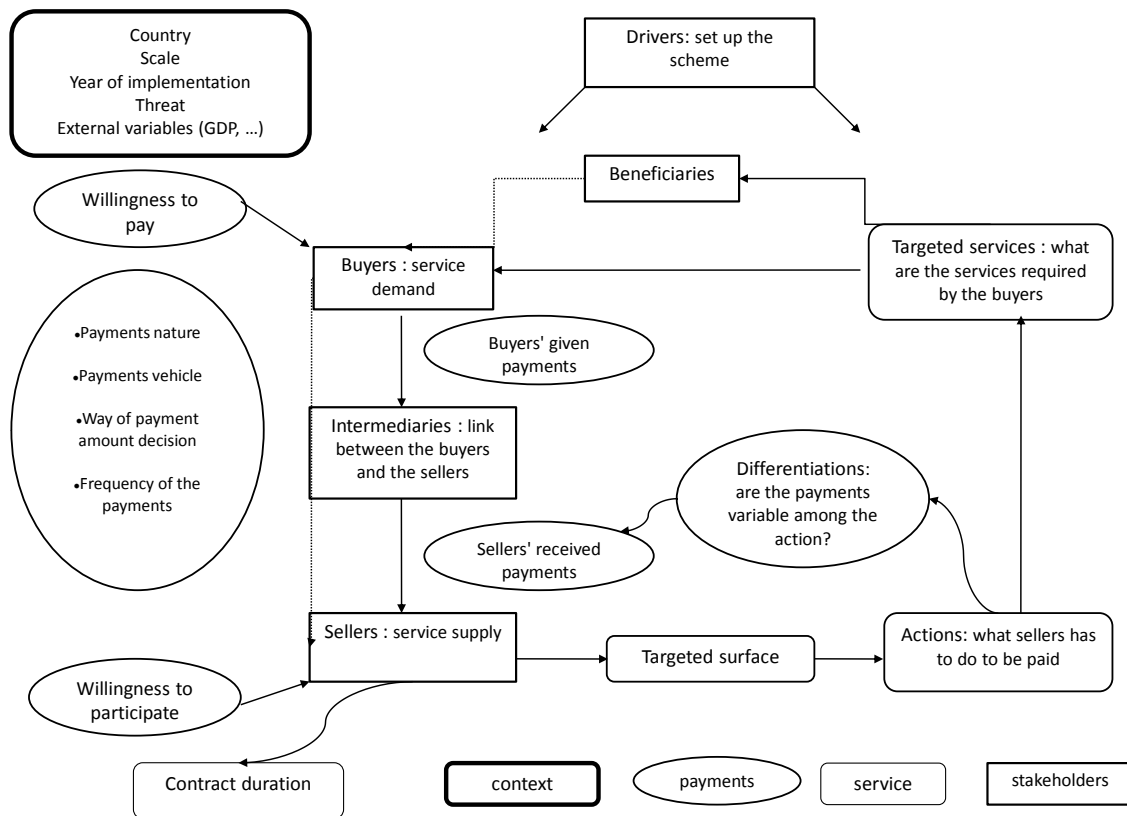 Country
Scale
Year of implementation
Threat
External variables (GDP, ...)
Drivers: set up the
scheme
Beneficiaries
Willingness to
pay
Buyers : service
demand
Targeted services : what
are the services required
by the buyers
•Payments nature
•Payments vehicle
•Way of payment
amount decision
•Frequency of the
payments
Buyers' given
payments
Intermediaries : link
between the buyers
and the sellers
Differentiations:
are the payments
variable among the
action?
Sellers' received
payments
Sellers : service supply
Targeted surface
Actions: what sellers has
to do to be paid
Willingness to
participate
Contract duration
context
payments
service
stakeholders